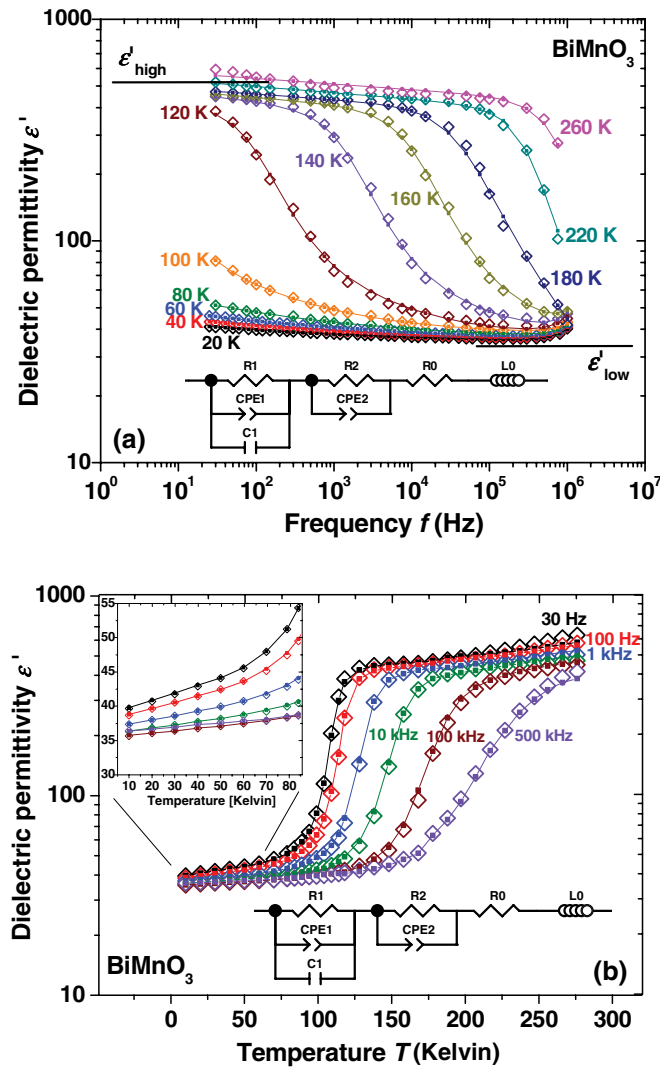 1000
BiMnO3
ε'high
120 K
140 K
160 K
260 K
220 K
180 K
100
100 K
80 K
60 K
40 K
20 K
ε'low
R1
R2
R0
L0
CPE1
CPE2
C1
(a)
10
10^0 10^1 10^2 10^3 10^4 10^5 10^6 10^7
Frequency f (Hz)
Dielectric permittivity ε'
1000
55
50
45
40
35
30
10 20 30 40 50 60 70 80
Temperature [Kelvin]
30 Hz
100 Hz
1 kHz
10 kHz
100 kHz
500 kHz
100
R1
R2
R0
L0
CPE1
CPE2
C1
BiMnO3
(b)
10
0 50 100 150 200 250 300
Temperature T (Kelvin)
Dielectric permittivity ε'